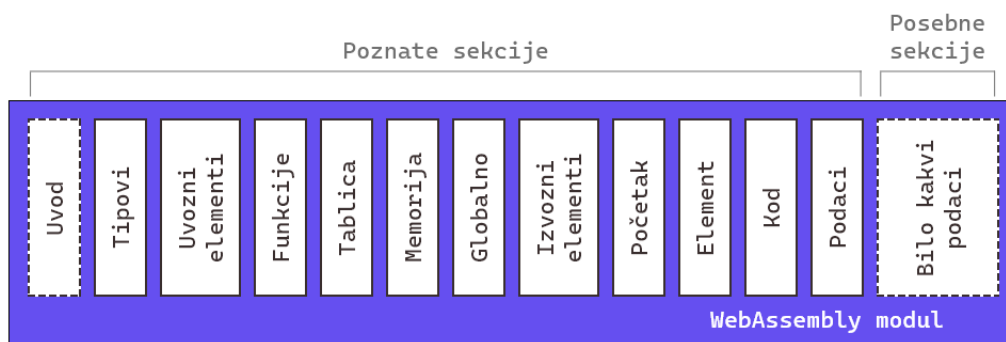 Poznate sekcije
Posebne
sekcije
Uvod
Tipovi
Uvozni
elementi
Funkcije
Tablica
Memorija
Globalno
Izvozni
elementi
Početak
Element
Kod
Podaci
Bilo kakvi
podaci
WebAssembly modul